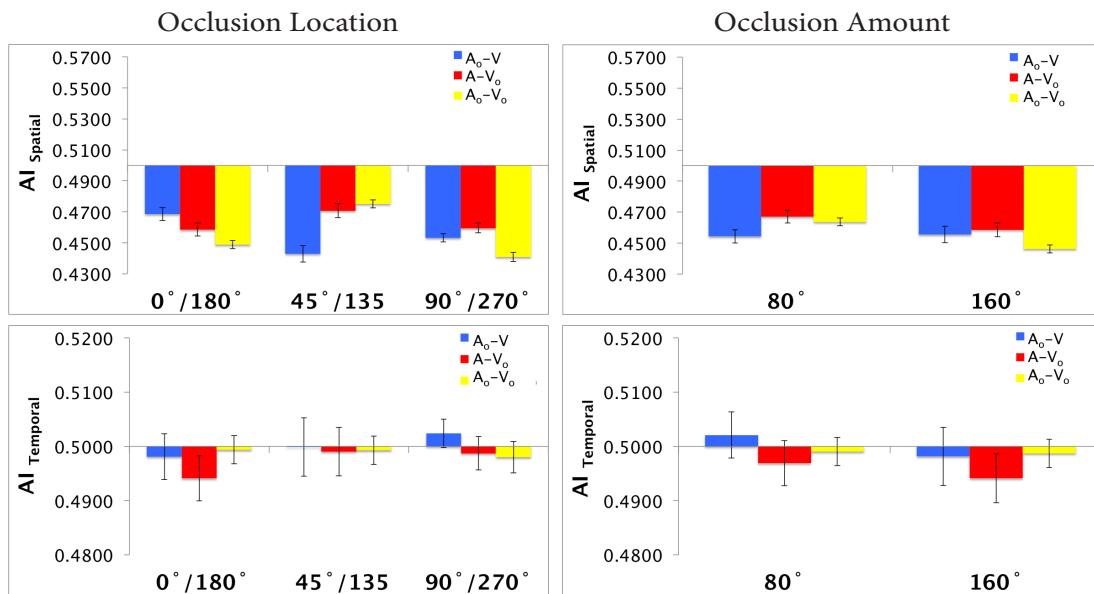 Occlusion Location
0.5700
0.5500
0.5300
0.5100
0.4900
0.4700
0.4500
0.4300
AI Spatial
Aₒ-V
A-Vₒ
Aₒ-Vₒ
0°/180° 45°/135 90°/270°
Occlusion Amount
0.5700
0.5500
0.5300
0.5100
0.4900
0.4700
0.4500
0.4300
AI Spatial
Aₒ-V
A-Vₒ
Aₒ-Vₒ
80° 160°
0.5200
0.5100
0.5000
0.4900
0.4800
AI Temporal
Aₒ-V
A-Vₒ
Aₒ-Vₒ
0°/180° 45°/135 90°/270°
0.5200
0.5100
0.5000
0.4900
0.4800
AI Temporal
Aₒ-V
A-Vₒ
Aₒ-Vₒ
80° 160°